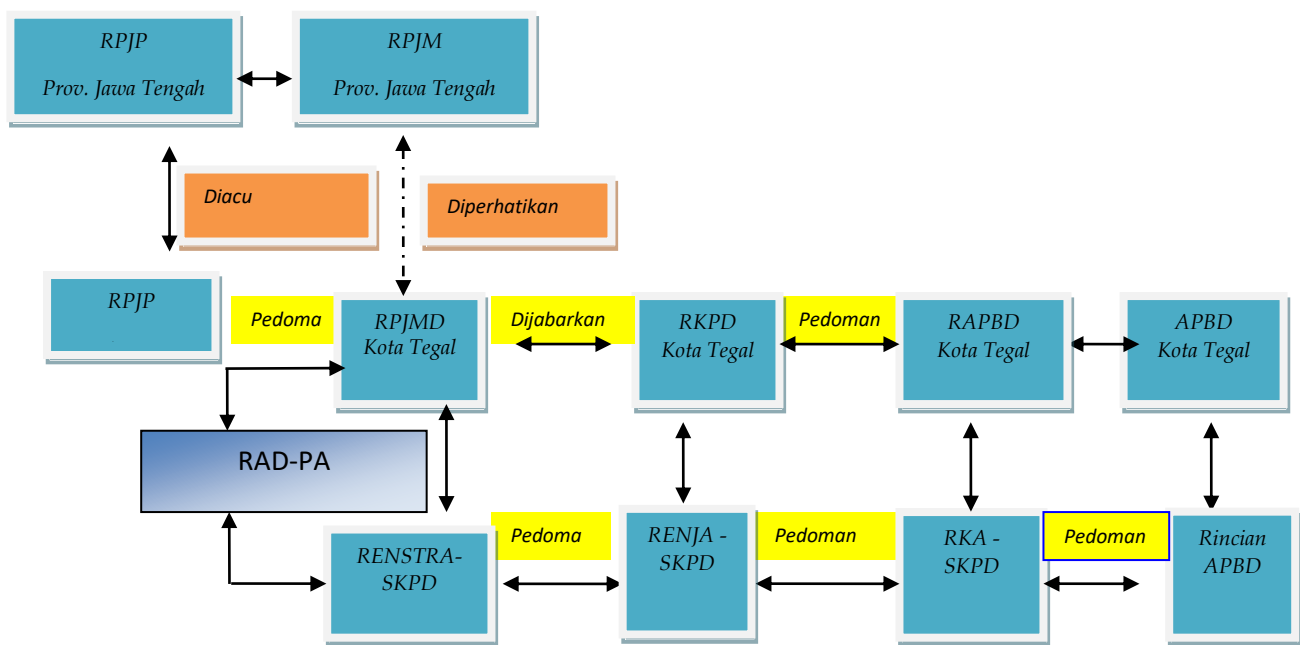 RPJP
Prov. Jawa Tengah
RPJM
Prov. Jawa Tengah
Diacu
Diperhatikan
RPJP
Pedoma
RPJMD
Kota Tegal
Dijabarkan
RKPD
Kota Tegal
Pedoman
RAPBD
Kota Tegal
APBD
Kota Tegal
RAD-PA
RENSTRA-
SKPD
Pedoma
RENJA -
SKPD
Pedoman
RKA -
SKPD
Pedoman
Rincian
APBD